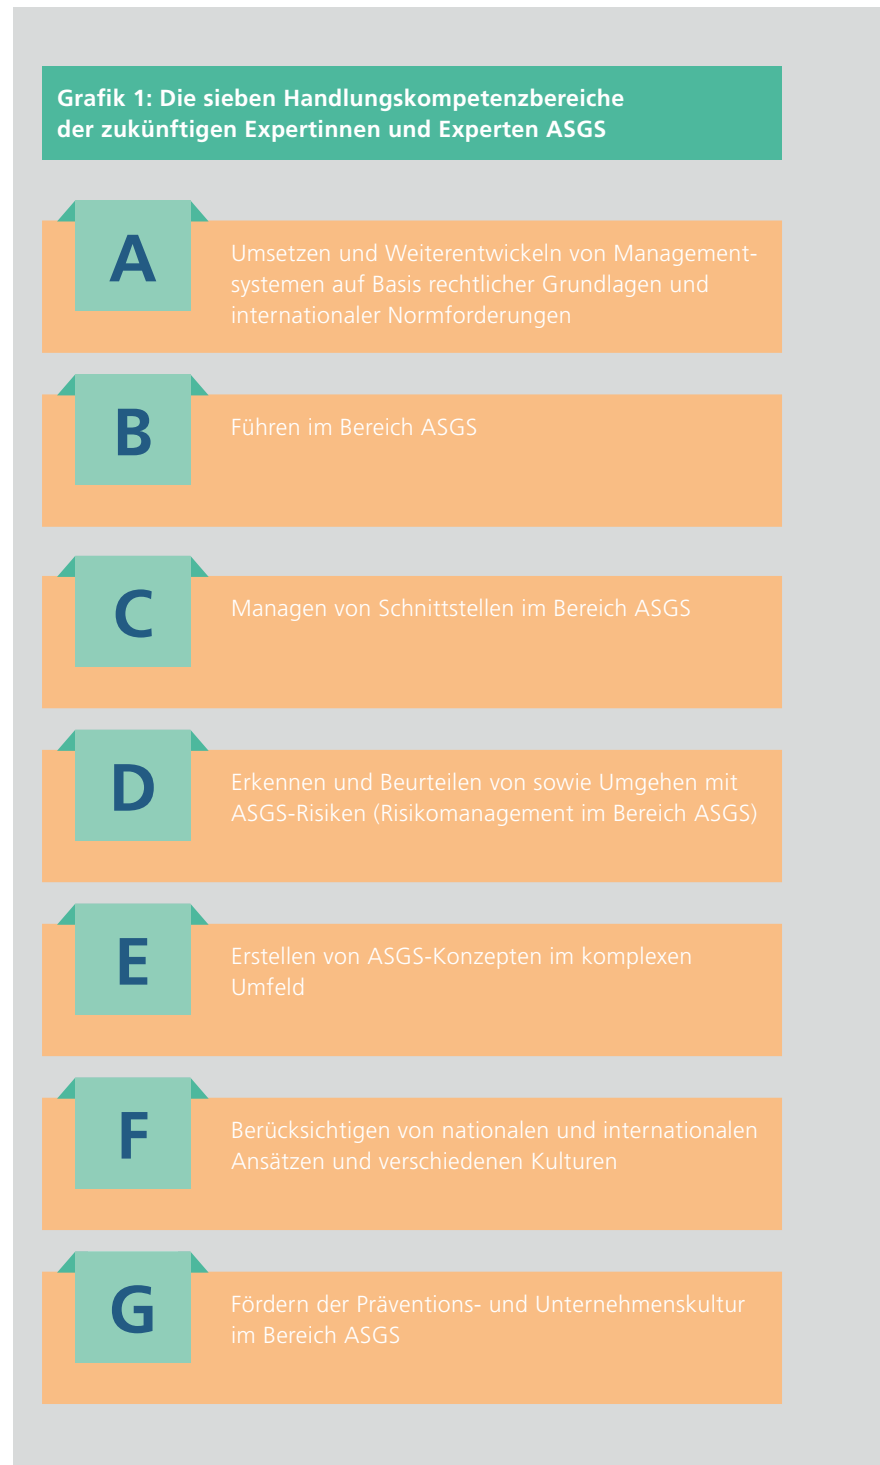 Grafik 1: Die sieben Handlungskompetenzbereiche
der zukünftigen Expertinnen und Experten ASGS
A
Umsetzen und Weiterentwickeln von Management-
systemen auf Basis rechtlicher Grundlagen und
internationaler Normforderungen
B
Führen im Bereich ASGS
C
Managen von Schnittstellen im Bereich ASGS
D
Erkennen und Beurteilen von sowie Umgehen mit
ASGS-Risiken (Risikomanagement im Bereich ASGS)
E
Erstellen von ASGS-Konzepten im komplexen
Umfeld
F
Berücksichtigen von nationalen und internationalen
Ansätzen und verschiedenen Kulturen
G
Fördern der Präventions- und Unternehmenskultur
im Bereich ASGS